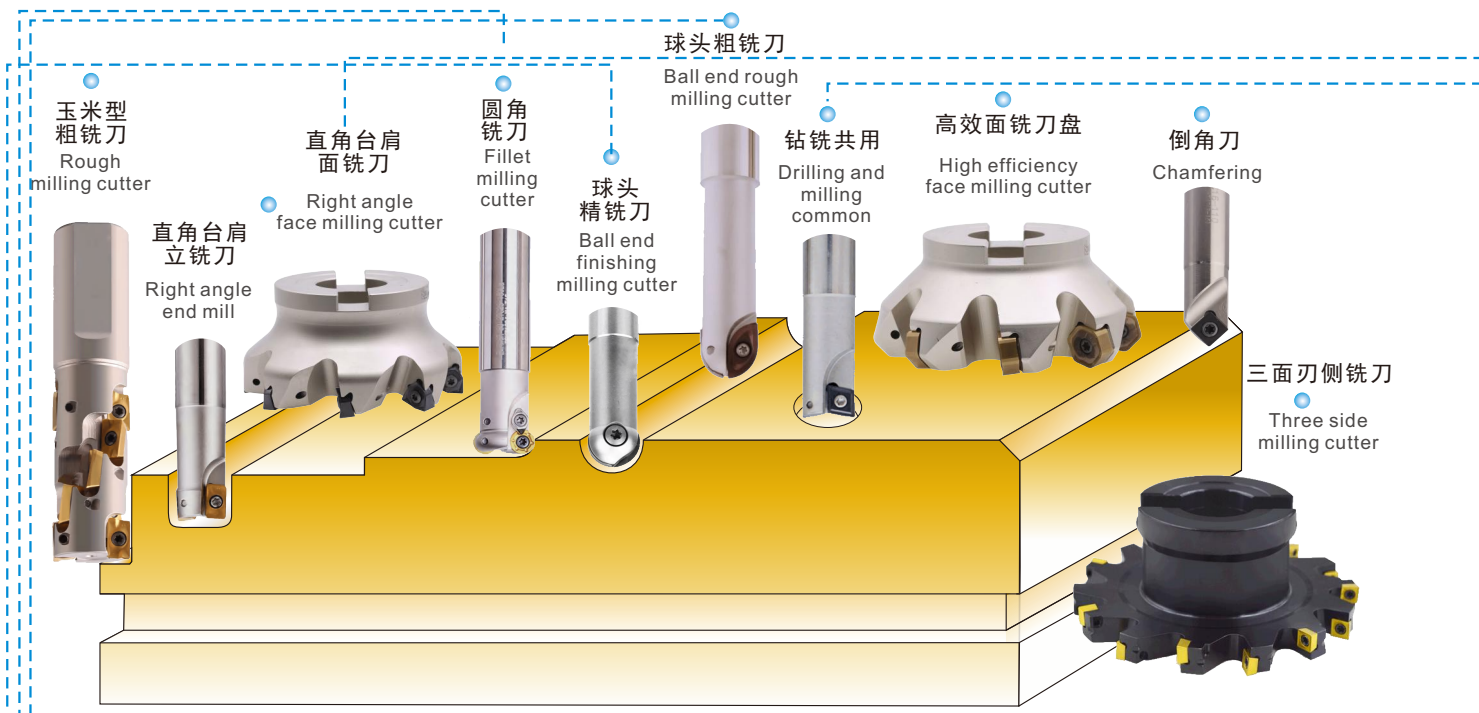 玉米型
粗铣刀
Rough
milling cutter
直角台肩
立铣刀
Right angle
end mill
直角台肩
面铣刀
Right angle
face milling cutter
圆角
铣刀
Fillet
milling
cutter
球头
精铣刀
Ball end
finishing
milling cutter
球头粗铣刀
Ball end rough
milling cutter
钻铣共用
Drilling and
milling
common
高效面铣刀盘
High efficiency
face milling cutter
倒角刀
Chamfering
三面刃侧铣刀
Three side
milling cutter